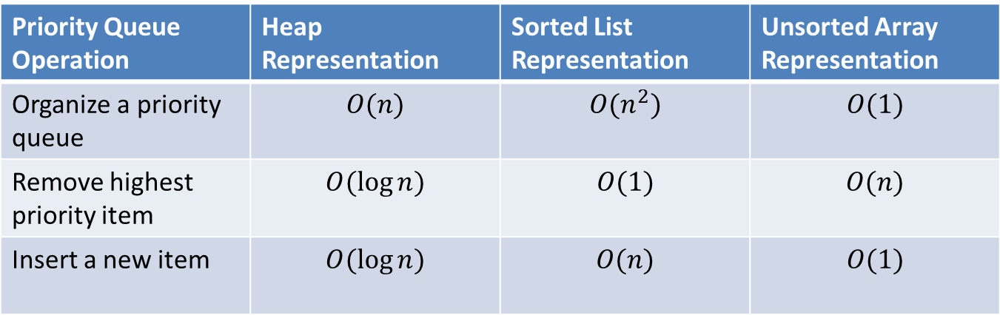 Priority Queue
Operation
Heap
Representation
Sorted List
Representation
Unsorted Array
Representation
Organize a priority
queue
O(n)
O(n²)
O(1)
Remove highest
priority item
O(log n)
O(1)
O(n)
Insert a new item
O(log n)
O(n)
O(1)